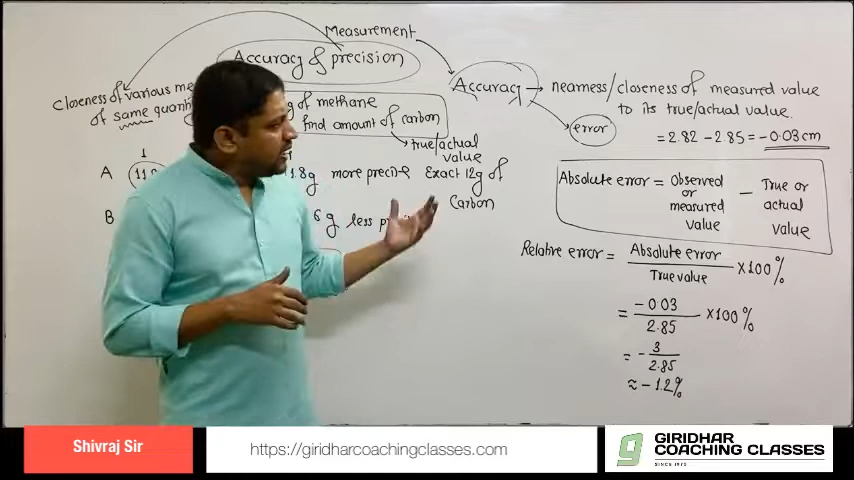 Measurement
Accuracy & precision
Closeness of various me
of same quanti
g of methane
find amount of carbon
true/actual
value
A
1.8g more precise Exact 12g of
Carbon
B
6 g less
Accuracy → nearness/closeness of measured value
to its true/actual value.
error
= 2.82 - 2.85 = -0.03 cm
Absolute error = Observed or measured value - True or actual value
Relative error = Absolute error / True value × 100%
= -0.03 / 2.85 × 100%
= - 3 / 2.85
≈ -1.2%
Shivraj Sir
https://giridharcoachingclasses.com
GIRIDHAR
COACHING CLASSES
SINCE 1972